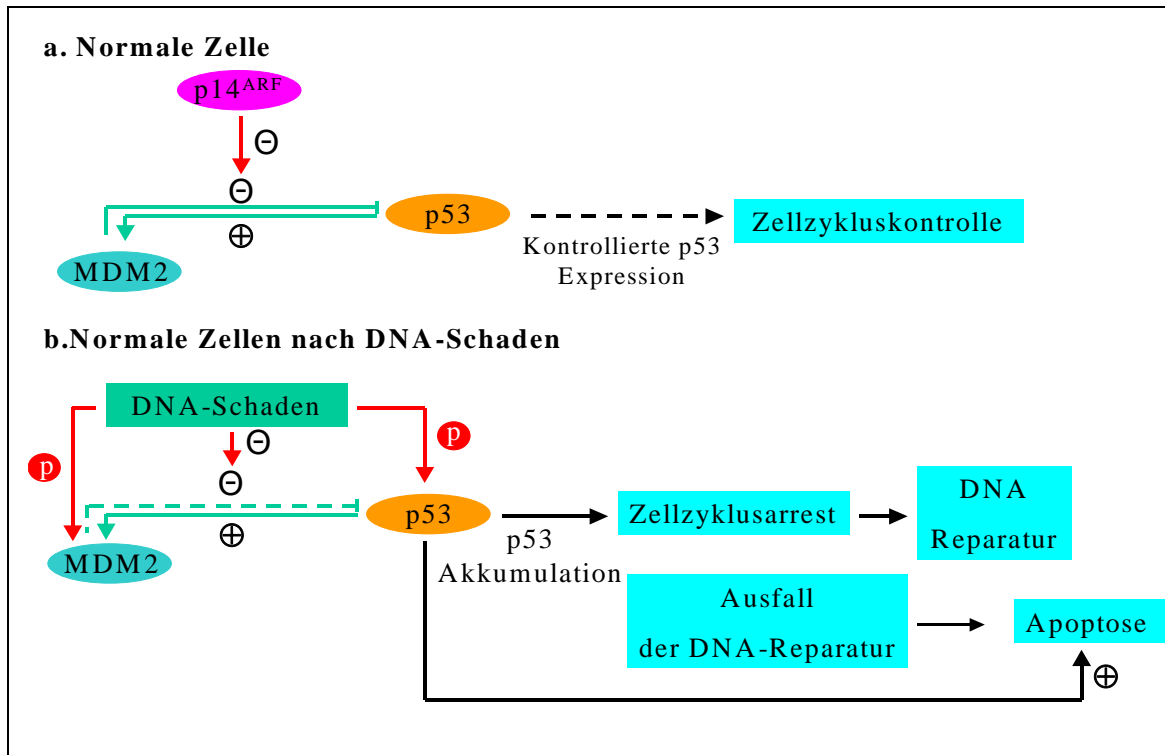 a. Normale Zelle
p14ARF
Θ
Θ
p53
⊕
MDM2
Kontrollierte p53
Expression
Zellzykluskontrolle
b.Normale Zellen nach DNA-Schaden
DNA-Schaden
p
p
Θ
Θ
p53
⊕
MDM2
p53
Akkumulation
Zellzyklusarrest
DNA
Reparatur
Ausfall
der DNA-Reparatur
Apoptose
⊕